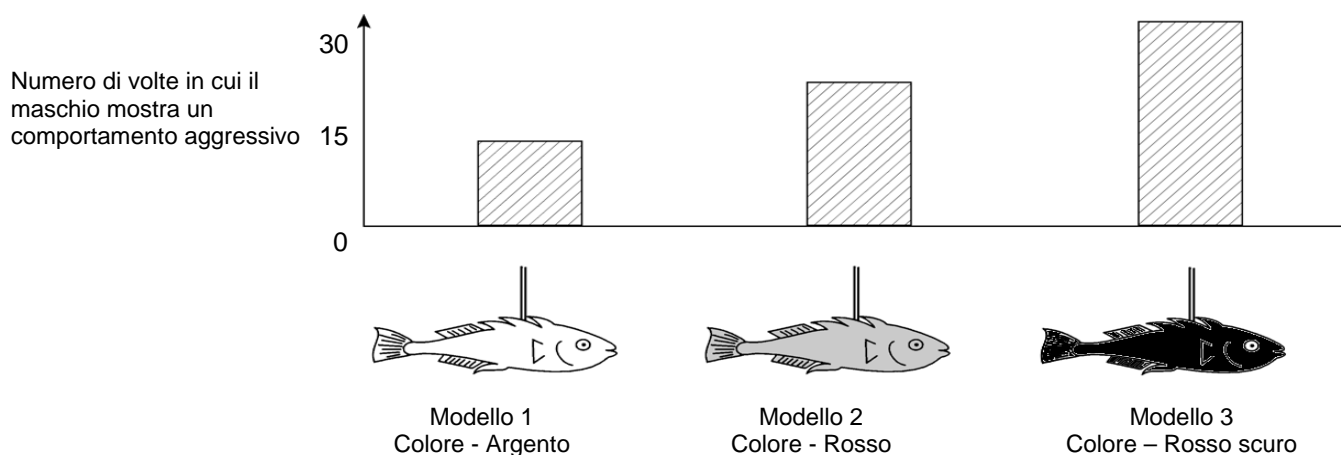 30
Numero di volte in cui il
maschio mostra un
comportamento aggressivo
15
0
Modello 1
Colore - Argento
Modello 2
Colore - Rosso
Modello 3
Colore – Rosso scuro